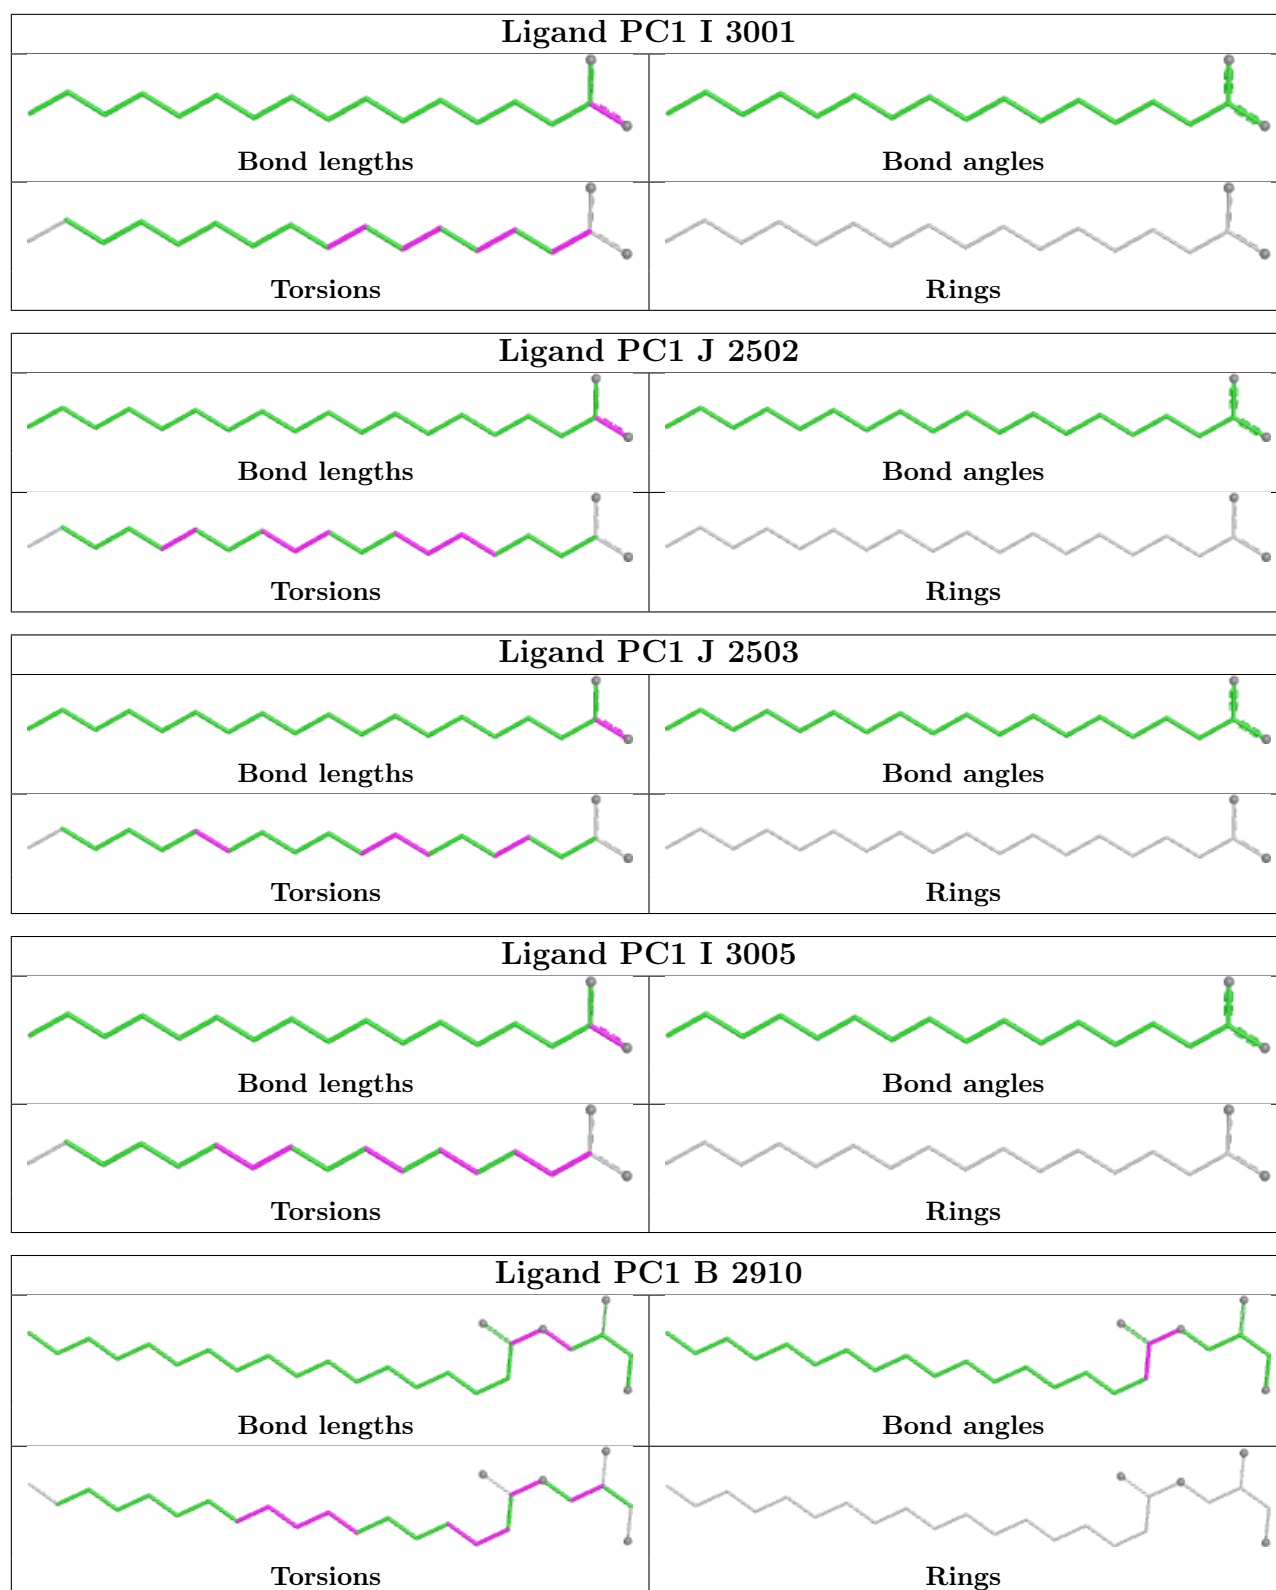 Ligand PC1 I 3001
Bond lengths
Bond angles
Torsions
Rings
Ligand PC1 J 2502
Bond lengths
Bond angles
Torsions
Rings
Ligand PC1 J 2503
Bond lengths
Bond angles
Torsions
Rings
Ligand PC1 I 3005
Bond lengths
Bond angles
Torsions
Rings
Ligand PC1 B 2910
Bond lengths
Bond angles
Torsions
Rings